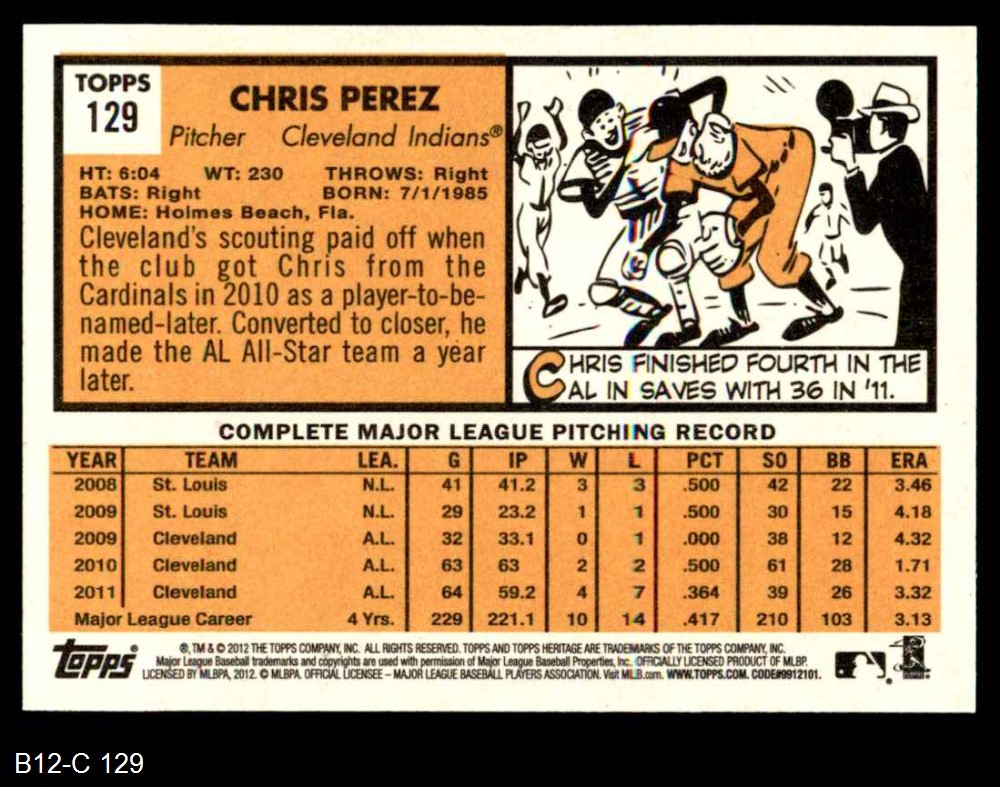 TOPPS
129
CHRIS PEREZ
Pitcher Cleveland Indians®
HT: 6:04 WT: 230 THROWS: Right
BATS: Right BORN: 7/1/1985
HOME: Holmes Beach, Fla.
Cleveland's scouting paid off when
the club got Chris from the
Cardinals in 2010 as a player-to-be-
named-later. Converted to closer, he
made the AL All-Star team a year
later.
CHRIS FINISHED FOURTH IN THE
AL IN SAVES WITH 36 IN '11.
COMPLETE MAJOR LEAGUE PITCHING RECORD
YEAR TEAM LEA. G IP W L PCT SO BB ERA
2008 St. Louis N.L. 41 41.2 3 3 .500 42 22 3.46
2009 St. Louis N.L. 29 23.2 1 1 .500 30 15 4.18
2009 Cleveland A.L. 32 33.1 0 1 .000 38 12 4.32
2010 Cleveland A.L. 63 63 2 2 .500 61 28 1.71
2011 Cleveland A.L. 64 59.2 4 7 .364 39 26 3.32
Major League Career 4 Yrs. 229 221.1 10 14 .417 210 103 3.13
topps®
®, TM & © 2012 THE TOPPS COMPANY, INC. ALL RIGHTS RESERVED. TOPPS AND TOPPS HERITAGE ARE TRADEMARKS OF THE TOPPS COMPANY, INC.
Major League Baseball trademarks and copyrights are used with permission of Major League Baseball Properties, Inc. OFFICIALLY LICENSED PRODUCT OF MLBP.
LICENSED BY MLBPA, 2012. © MLBPA. OFFICIAL LICENSEE – MAJOR LEAGUE BASEBALL PLAYERS ASSOCIATION. Visit MLB.com. WWW.TOPPS.COM. CODE#9912101.
B12-C 129